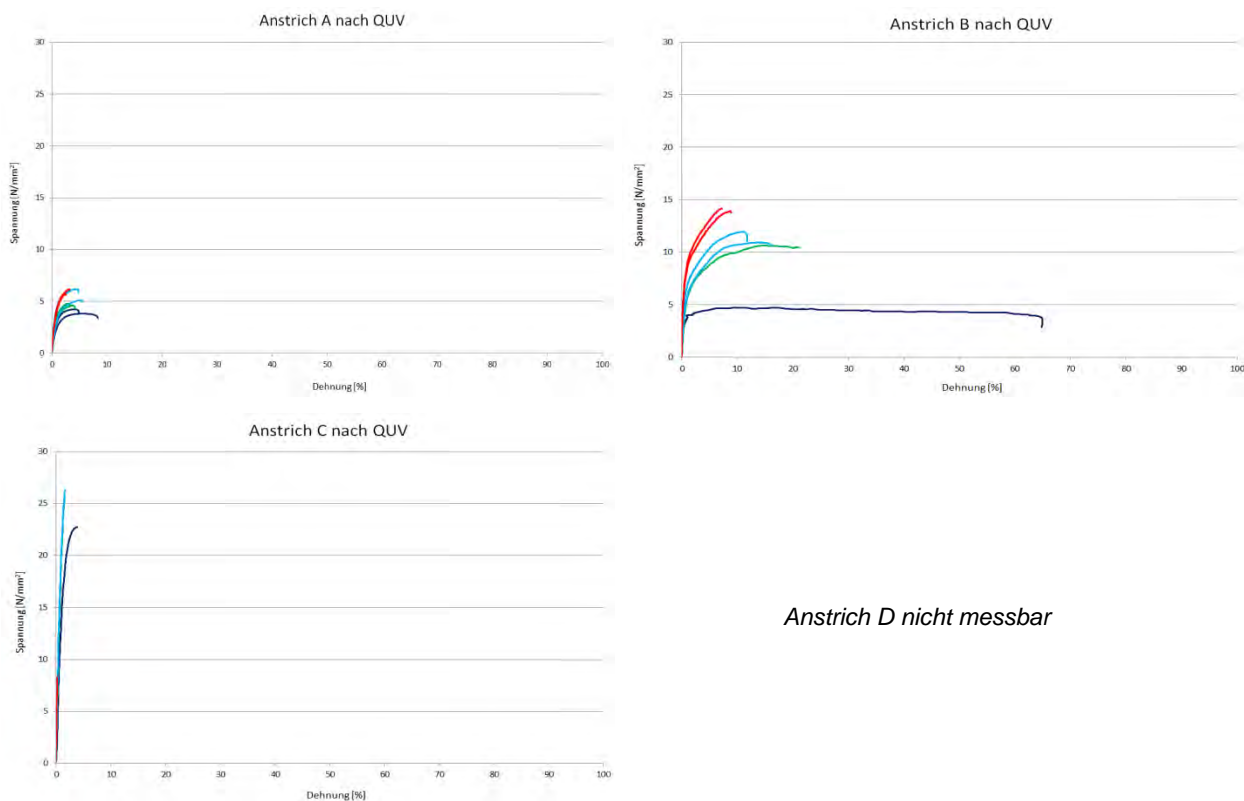 Anstrich A nach QUV
30
25
20
15
10
5
0
Spannung [N/mm²]
0 10 20 30 40 50 60 70 80 90 100
Dehnung [%]
Anstrich B nach QUV
30
25
20
15
10
5
0
Spannung [N/mm²]
0 10 20 30 40 50 60 70 80 90 100
Dehnung [%]
Anstrich C nach QUV
30
25
20
15
10
5
0
Spannung [N/mm²]
0 10 20 30 40 50 60 70 80 90 100
Dehnung [%]
Anstrich D nicht messbar